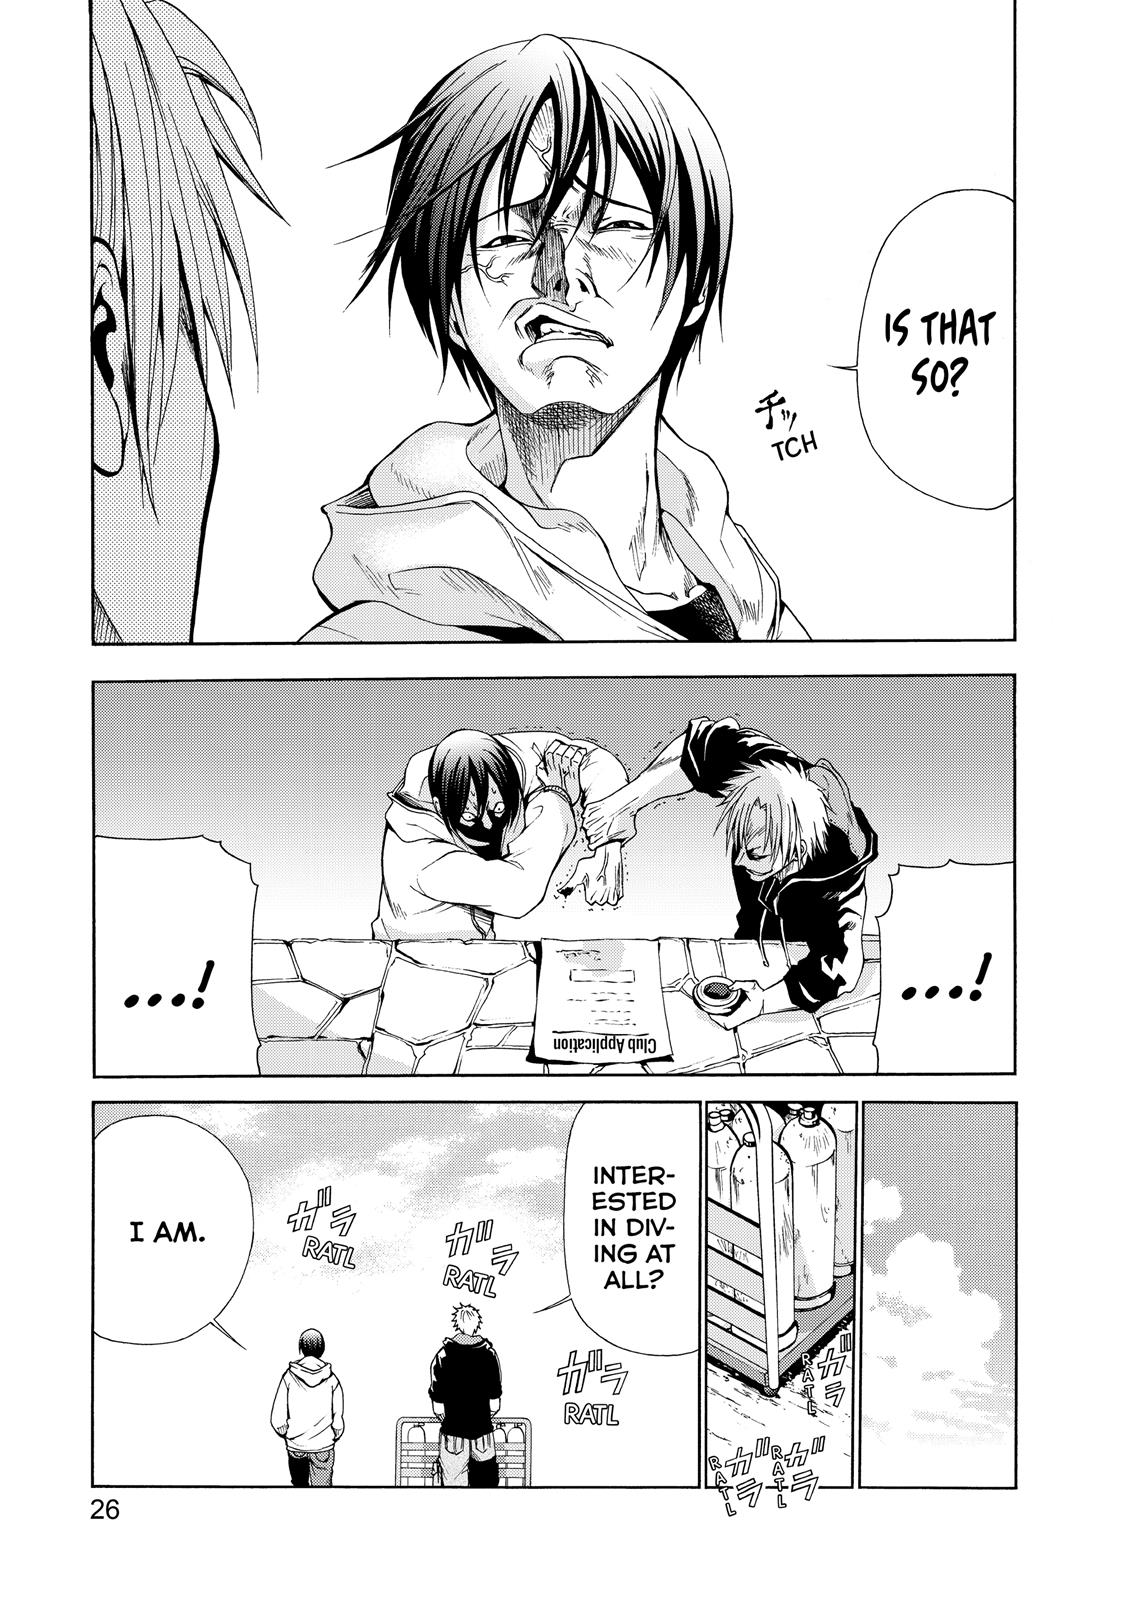 IS THAT
SO?
チッ
TCH
...!
...!
Club Application
ガラ
RATL
ガラ
RATL
INTER-
ESTED
IN DIV-
ING AT
ALL?
ガラ
RATL
ガラ
RATL
ガラ
RATL
I AM.
ガラ
RATL
26